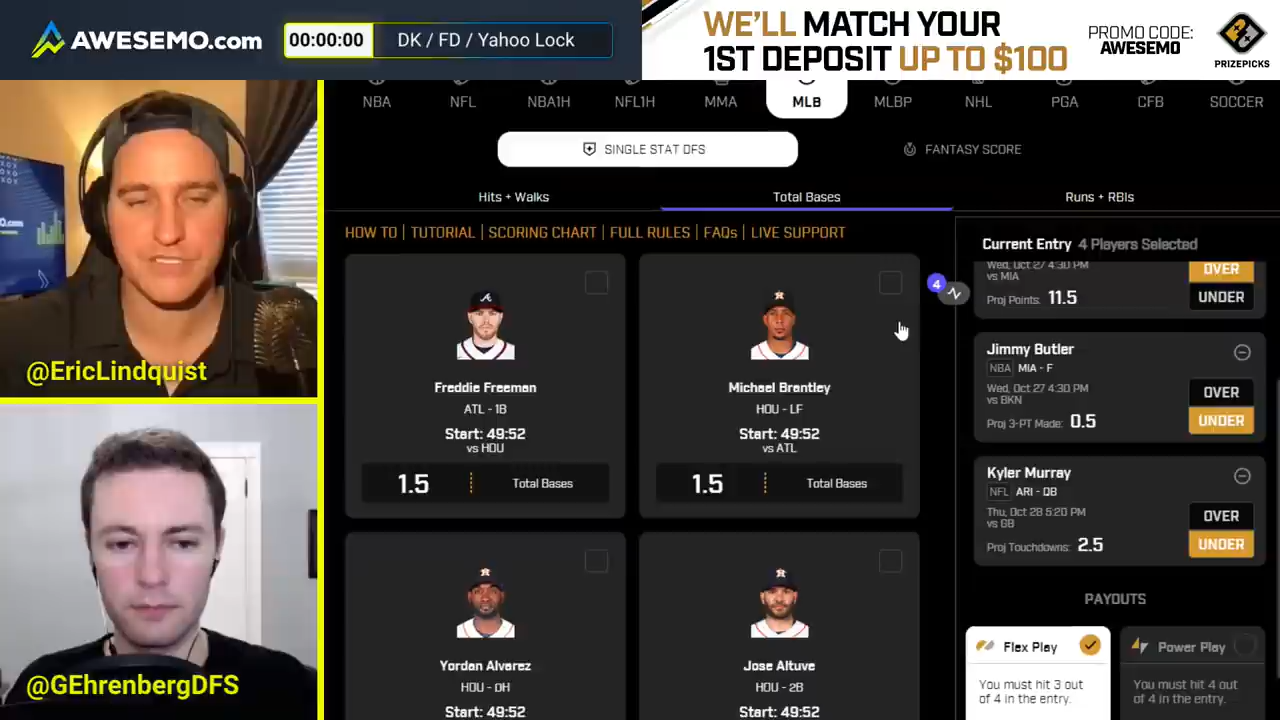 AWESEMO.com
00:00:00
DK / FD / Yahoo Lock
WE'LL MATCH YOUR
1ST DEPOSIT UP TO $100
PROMO CODE:
AWESEMO
PRIZEPICKS
NBA
NFL
NBA1H
NFL1H
MMA
MLB
MLBP
NHL
PGA
CFB
SOCCER
SINGLE STAT DFS
FANTASY SCORE
Hits + Walks
Total Bases
Runs + RBIs
HOW TO | TUTORIAL | SCORING CHART | FULL RULES | FAQs | LIVE SUPPORT
Freddie Freeman
ATL - 1B
Start: 49:52
vs HOU
1.5
Total Bases
Michael Brantley
HOU - LF
Start: 49:52
vs ATL
1.5
Total Bases
Yordan Alvarez
HOU - DH
Start: 49:52
Jose Altuve
HOU - 2B
Start: 49:52
4
Current Entry 4 Players Selected
Wed, Oct 27 4:30 PM
vs MIA
Proj Points: 11.5
OVER
UNDER
Jimmy Butler
NBA MIA - F
Wed, Oct 27 4:30 PM
vs BKN
Proj 3-PT Made: 0.5
OVER
UNDER
Kyler Murray
NFL ARI - QB
Thu, Oct 28 5:20 PM
vs GB
Proj Touchdowns: 2.5
OVER
UNDER
PAYOUTS
Flex Play
You must hit 3 out
of 4 in the entry.
Power Play
You must hit 4 out
of 4 in the entry.
@EricLindquist
@GEhrenbergDFS